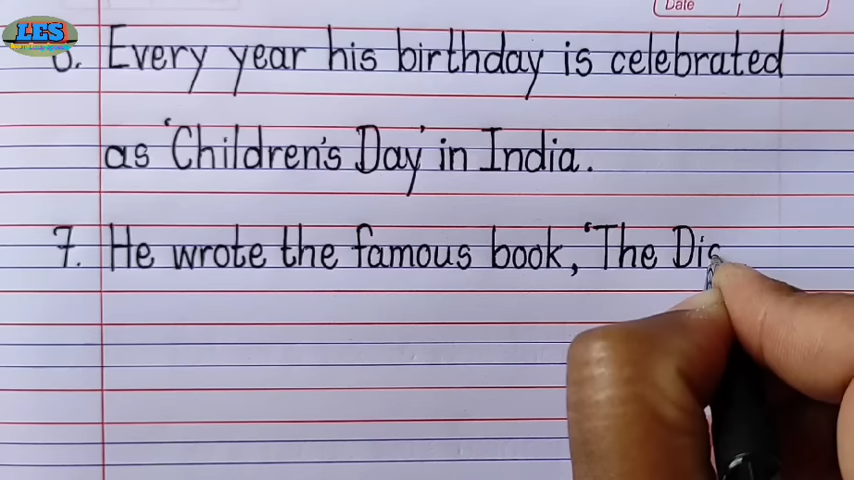 Date
LES
6. Every year his birthday is celebrated
as 'Children's Day' in India.
7. He wrote the famous book, 'The Dis